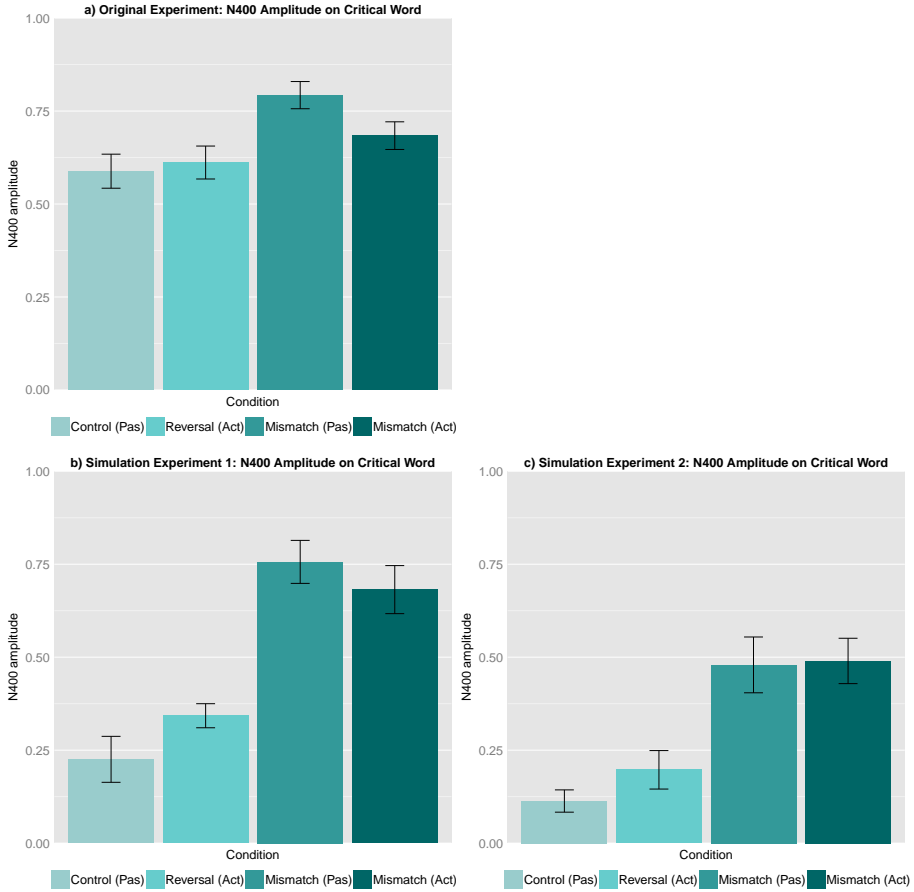 a) Original Experiment: N400 Amplitude on Critical Word
1.00
0.75
0.50
0.25
0.00
N400 amplitude
Condition
Control (Pas) Reversal (Act) Mismatch (Pas) Mismatch (Act)
b) Simulation Experiment 1: N400 Amplitude on Critical Word
1.00
0.75
0.50
0.25
0.00
N400 amplitude
Condition
Control (Pas) Reversal (Act) Mismatch (Pas) Mismatch (Act)
c) Simulation Experiment 2: N400 Amplitude on Critical Word
1.00
0.75
0.50
0.25
0.00
N400 amplitude
Condition
Control (Pas) Reversal (Act) Mismatch (Pas) Mismatch (Act)